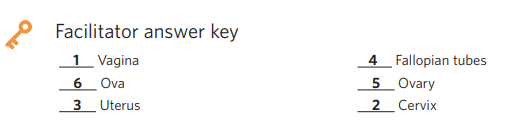 Facilitator answer key
1 Vagina
6 Ova
3 Uterus
4 Fallopian tubes
5 Ovary
2 Cervix